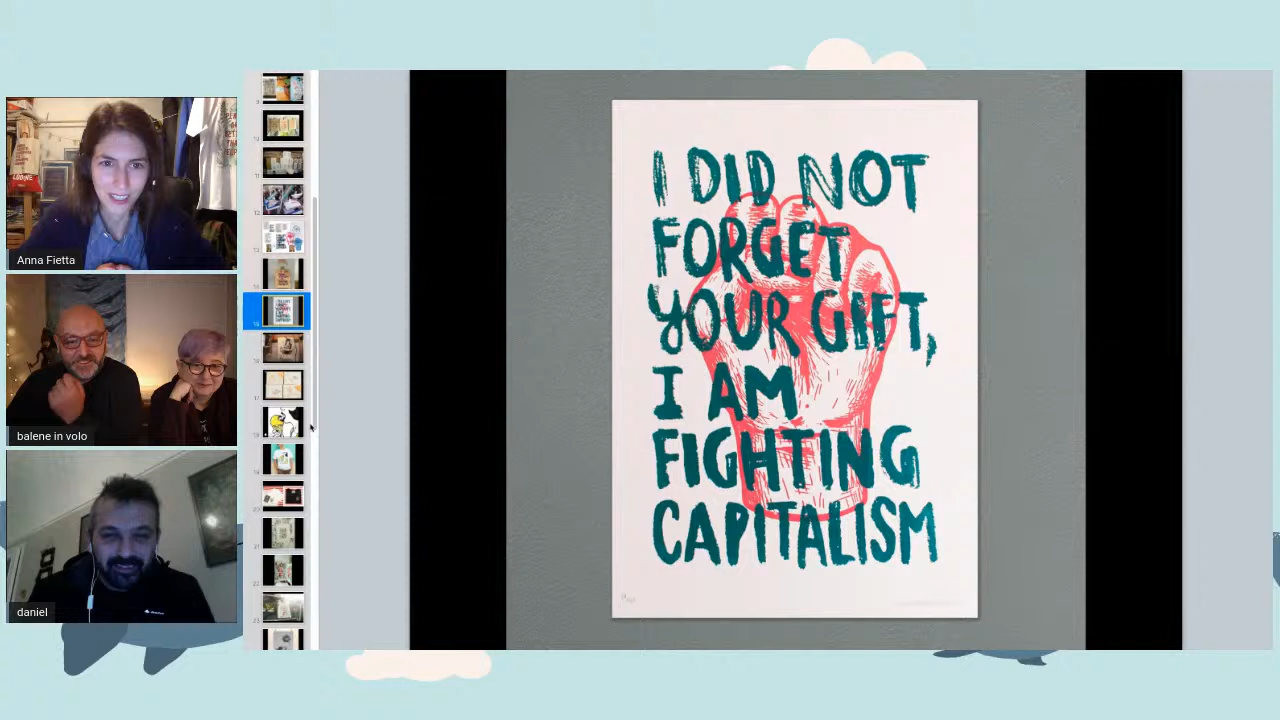 Anna Fietta
balene in volo
daniel
I DID NOT
FORGET
YOUR GIFT,
I AM
FIGHTING
CAPITALISM